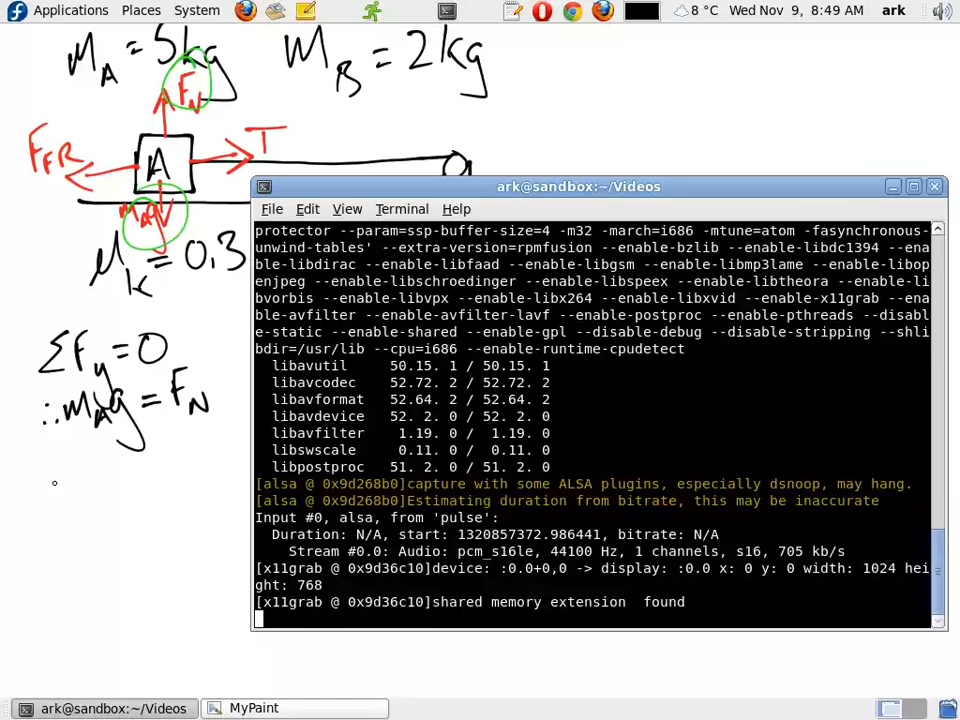 Applications Places System 8 °C Wed Nov 9, 8:49 AM ark
M_A = 5kg M_B = 2kg
F_N
F_FR A T
m_A g
μ_k = 0.3
ΣF_y = 0
∴ m_A g = F_N
ark@sandbox:~/Videos
File Edit View Terminal Help
protector --param=ssp-buffer-size=4 -m32 -march=i686 -mtune=atom -fasynchronous-
unwind-tables' --extra-version=rpmfusion --enable-bzlib --enable-libdc1394 --ena
ble-libdirac --enable-libfaad --enable-libgsm --enable-libmp3lame --enable-libop
enjpeg --enable-libschroedinger --enable-libspeex --enable-libtheora --enable-li
bvorbis --enable-libvpx --enable-libx264 --enable-libxvid --enable-x11grab --ena
ble-avfilter --enable-avfilter-lavf --enable-postproc --enable-pthreads --disabl
e-static --enable-shared --enable-gpl --disable-debug --disable-stripping --shli
bdir=/usr/lib --cpu=i686 --enable-runtime-cpudetect
libavutil 50.15. 1 / 50.15. 1
libavcodec 52.72. 2 / 52.72. 2
libavformat 52.64. 2 / 52.64. 2
libavdevice 52. 2. 0 / 52. 2. 0
libavfilter 1.19. 0 / 1.19. 0
libswscale 0.11. 0 / 0.11. 0
libpostproc 51. 2. 0 / 51. 2. 0
[alsa @ 0x9d268b0]capture with some ALSA plugins, especially dsnoop, may hang.
[alsa @ 0x9d268b0]Estimating duration from bitrate, this may be inaccurate
Input #0, alsa, from 'pulse':
Duration: N/A, start: 1320857372.986441, bitrate: N/A
Stream #0.0: Audio: pcm_s16le, 44100 Hz, 1 channels, s16, 705 kb/s
[x11grab @ 0x9d36c10]device: :0.0+0,0 -> display: :0.0 x: 0 y: 0 width: 1024 hei
ght: 768
[x11grab @ 0x9d36c10]shared memory extension found
ark@sandbox:~/Videos MyPaint